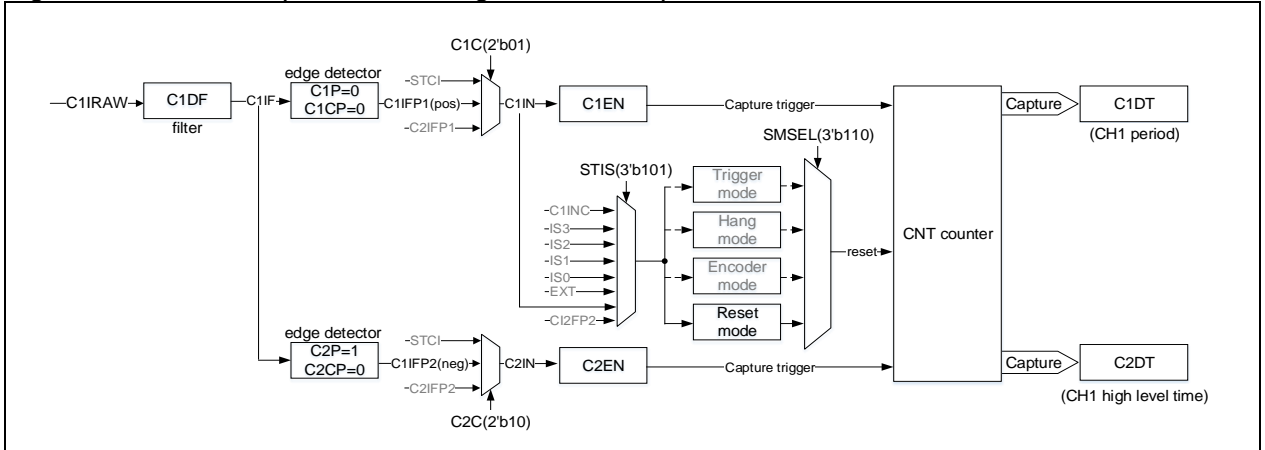 C1C(2'b01)
edge detector
C1P=0
C1CP=0
STCI
C1IRAW
C1DF
C1IF
C1IFP1(pos)
C1IN
C1EN
Capture trigger
Capture
C1DT
filter
C2IFP1
(CH1 period)
SMSEL(3'b110)
STIS(3'b101)
Trigger
mode
C1INC
IS3
Hang
mode
IS2
CNT counter
IS1
reset
IS0
Encoder
mode
EXT
CI2FP2
Reset
mode
edge detector
C2P=1
C2CP=0
STCI
C1IFP2(neg)
C2IN
C2EN
Capture trigger
Capture
C2DT
C2IFP2
(CH1 high level time)
C2C(2'b10)